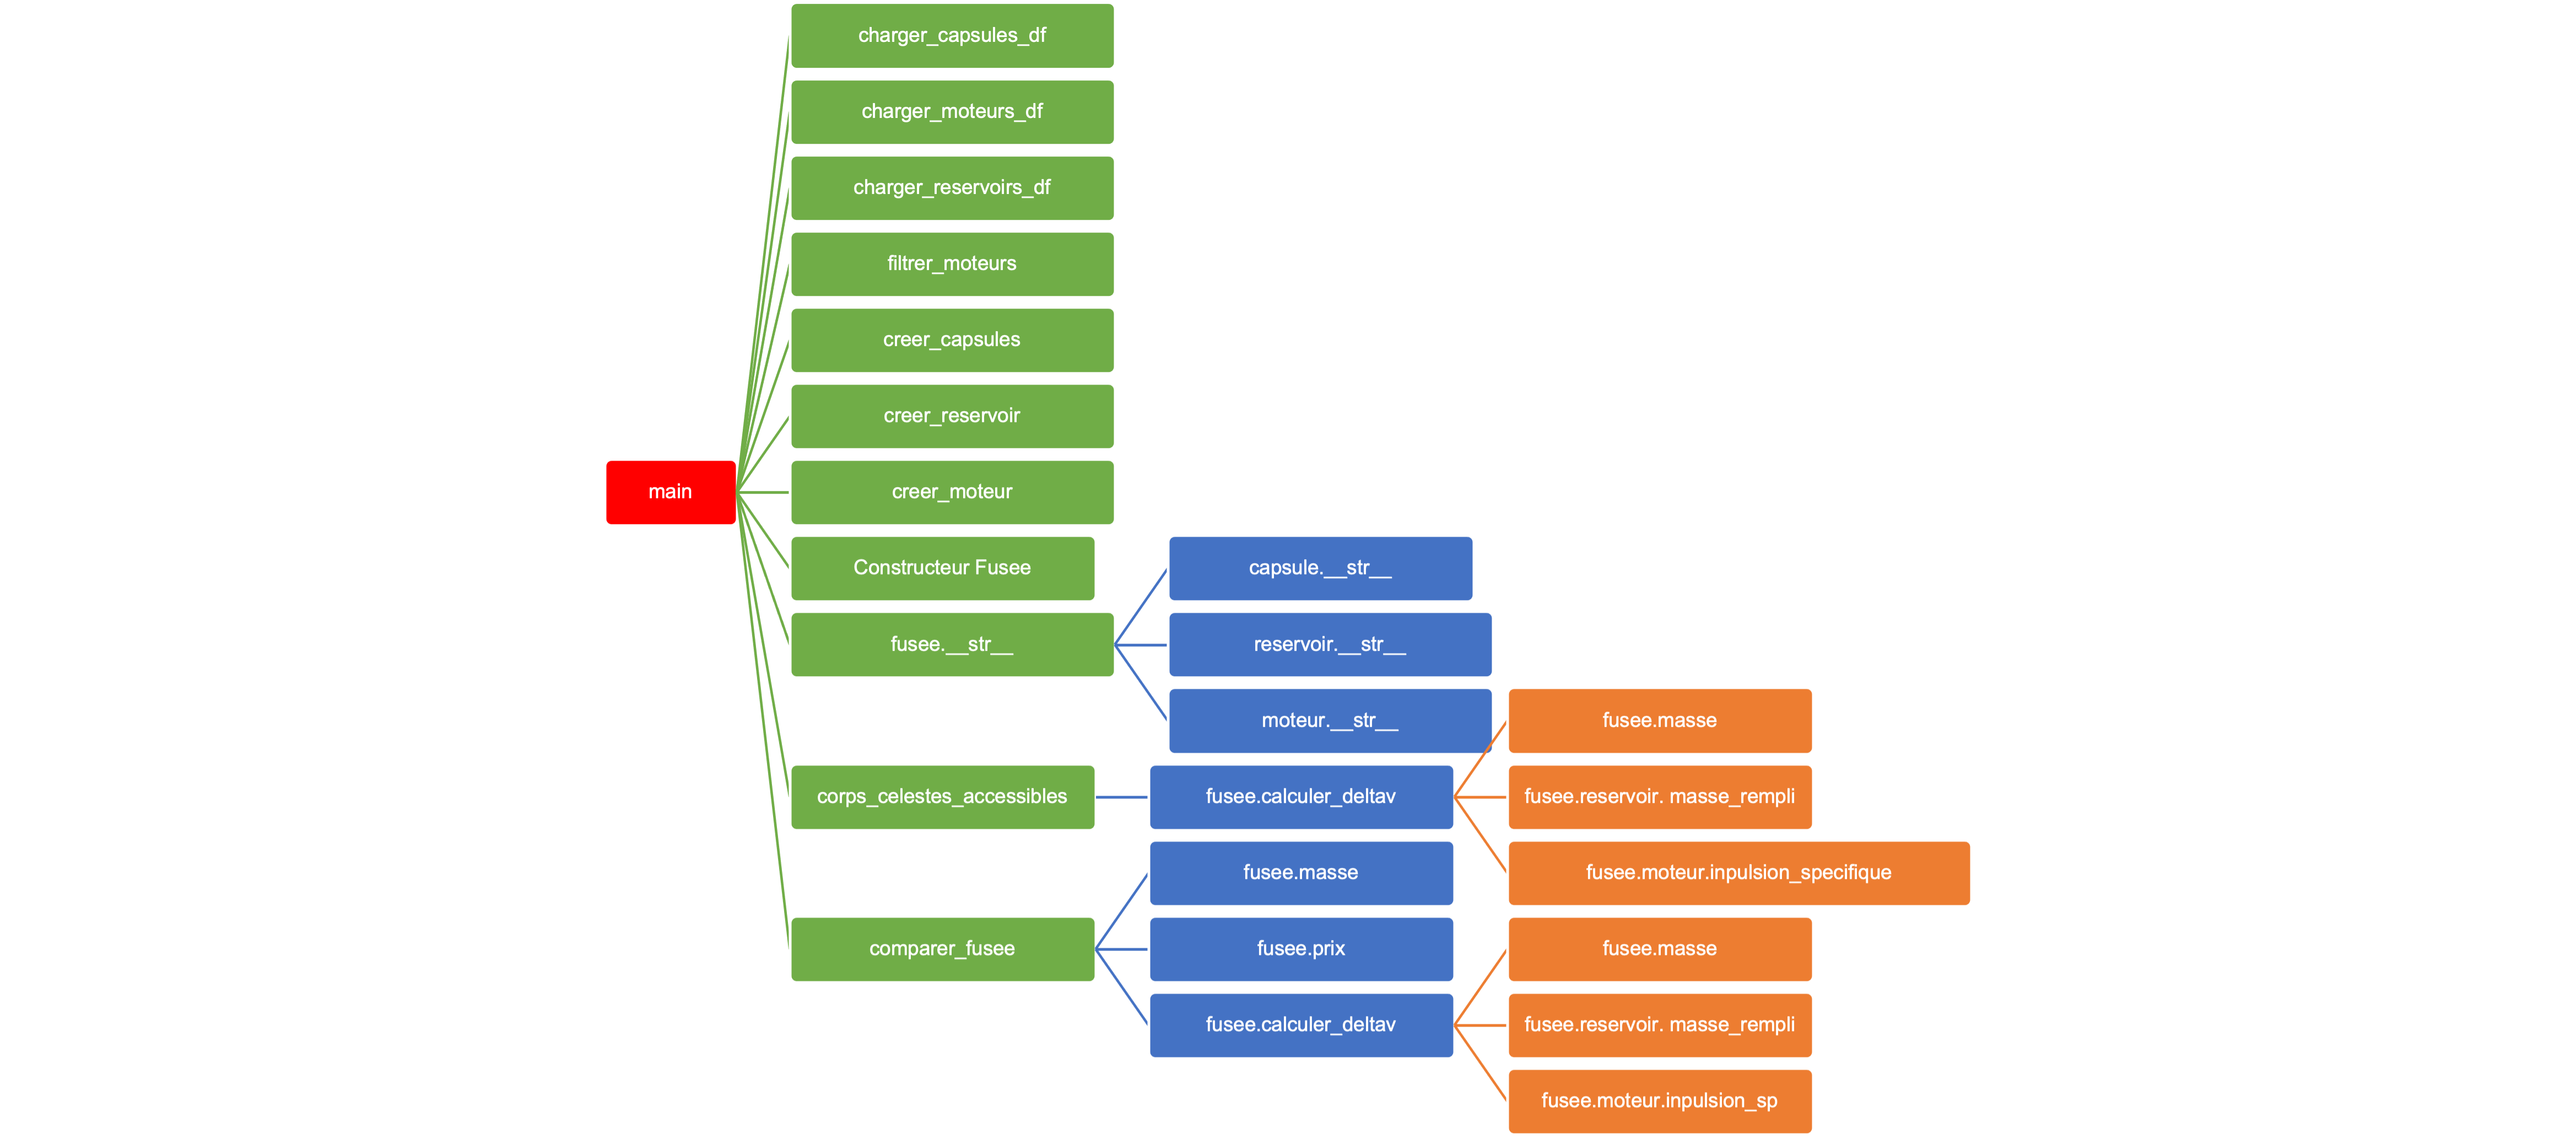 charger_capsules_df
charger_moteurs_df
charger_reservoirs_df
filtrer_moteurs
creer_capsules
creer_reservoir
main
creer_moteur
Constructeur Fusee
capsule.__str__
fusee.__str__
reservoir.__str__
moteur.__str__
fusee.masse
corps_celestes_accessibles
fusee.calculer_deltav
fusee.reservoir. masse_rempli
fusee.masse
fusee.moteur.inpulsion_specifique
comparer_fusee
fusee.prix
fusee.masse
fusee.calculer_deltav
fusee.reservoir. masse_rempli
fusee.moteur.inpulsion_sp